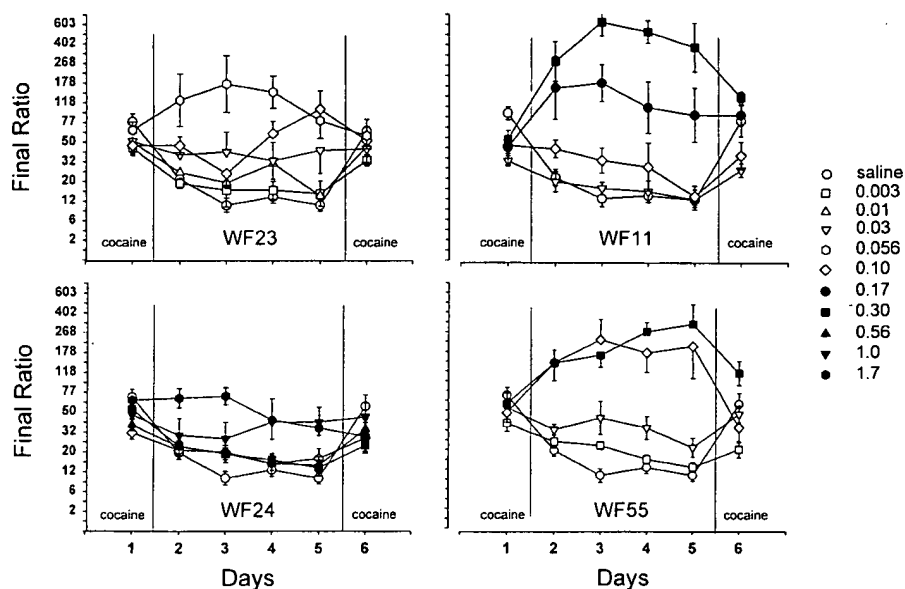 603
402
268
178
118
77
50
32
20
12
6
2
Final Ratio
cocaine
WF23
cocaine
WF11
cocaine
saline
0.003
0.01
0.03
0.056
0.10
0.17
0.30
0.56
1.0
1.7
603
402
268
178
118
77
50
32
20
12
6
2
Final Ratio
cocaine
WF24
cocaine
cocaine
WF55
cocaine
1 2 3 4 5 6
Days
1 2 3 4 5 6
Days